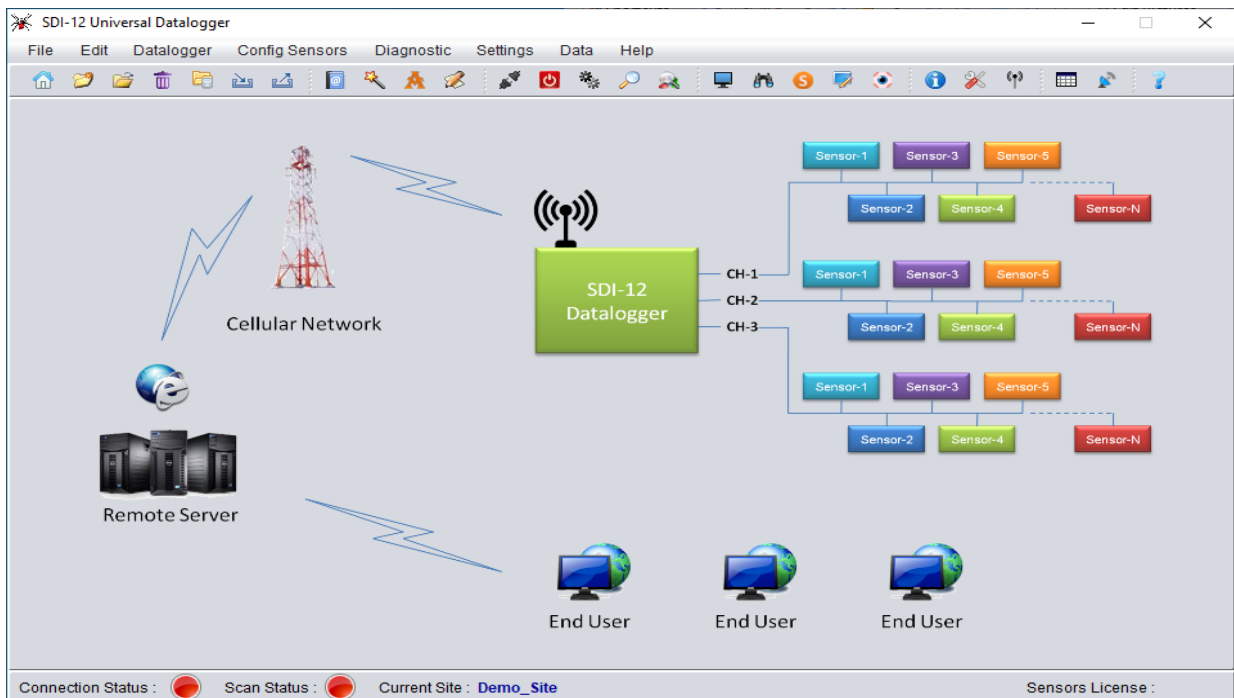 SDI-12 Universal Datalogger
File Edit Datalogger Config Sensors Diagnostic Settings Data Help
Sensor-1 Sensor-3 Sensor-5
Sensor-2 Sensor-4 Sensor-N
SDI-12
Datalogger
CH-1
CH-2
CH-3
Sensor-1 Sensor-3 Sensor-5
Sensor-2 Sensor-4 Sensor-N
Sensor-1 Sensor-3 Sensor-5
Sensor-2 Sensor-4 Sensor-N
Cellular Network
Remote Server
End User End User End User
Connection Status : Scan Status : Current Site : Demo_Site Sensors License :